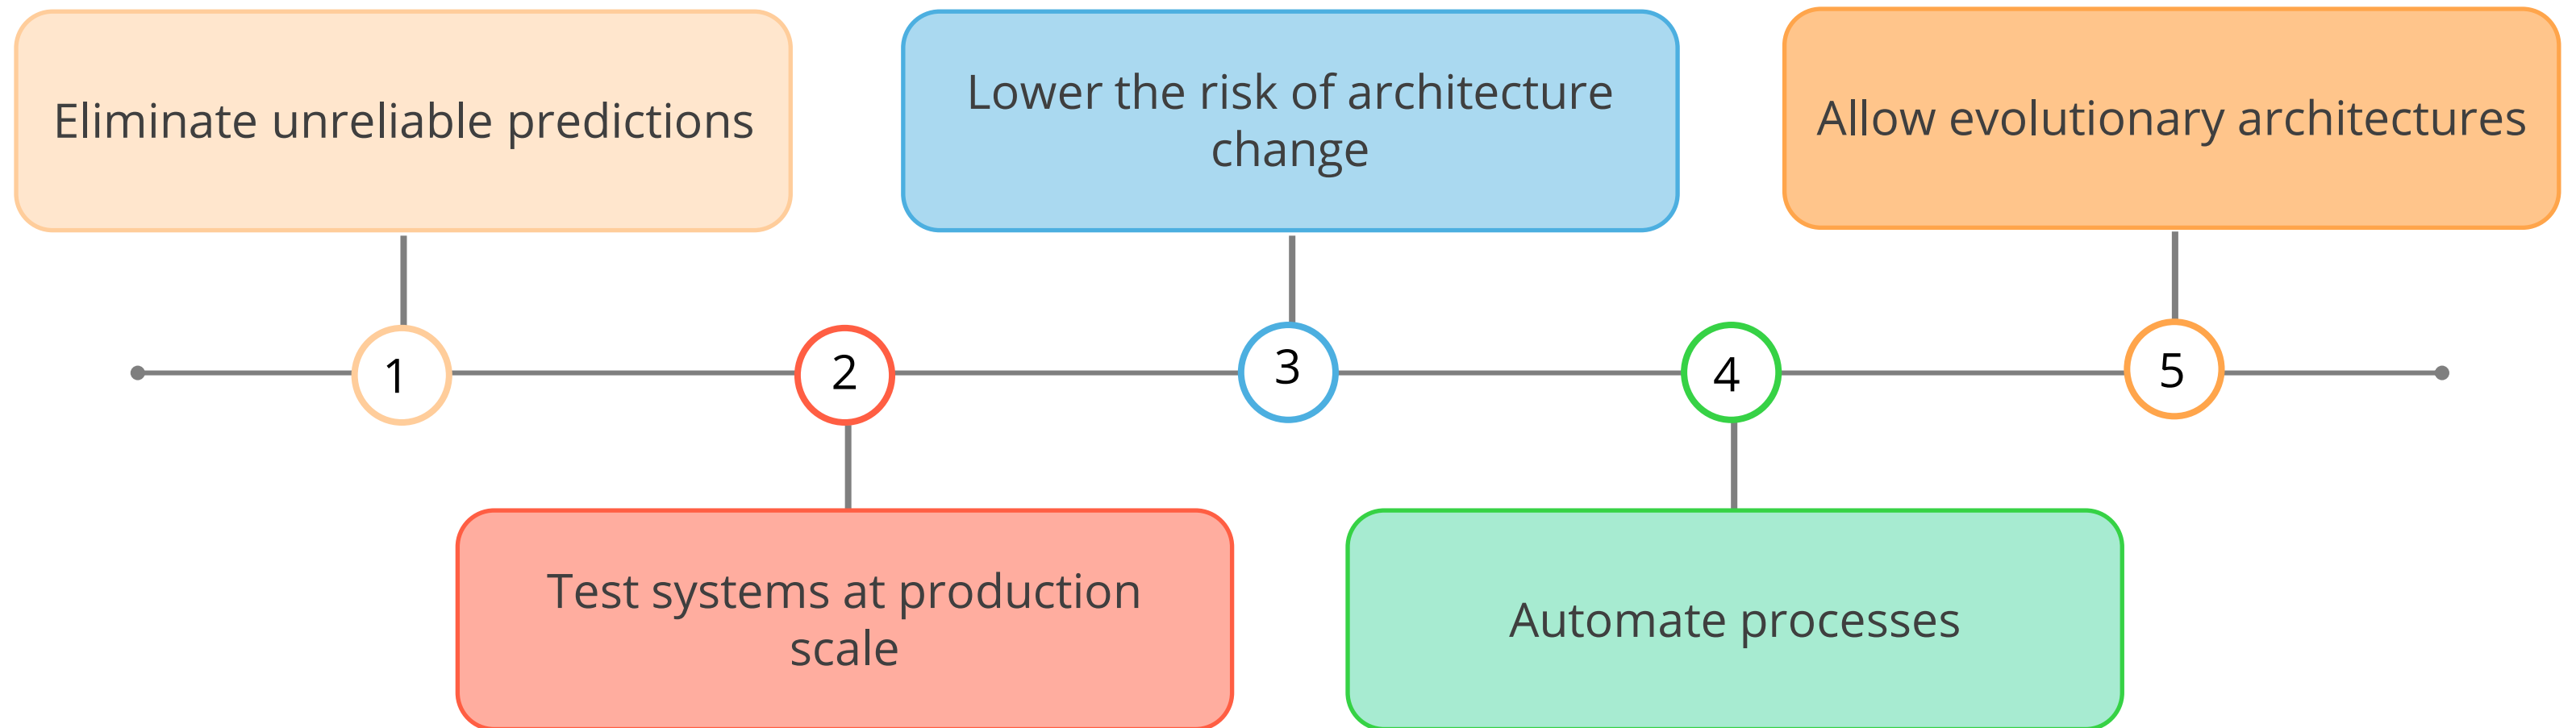 Eliminate unreliable predictions
Lower the risk of architecture
change
Allow evolutionary architectures
1
2
3
4
5
Test systems at production
scale
Automate processes